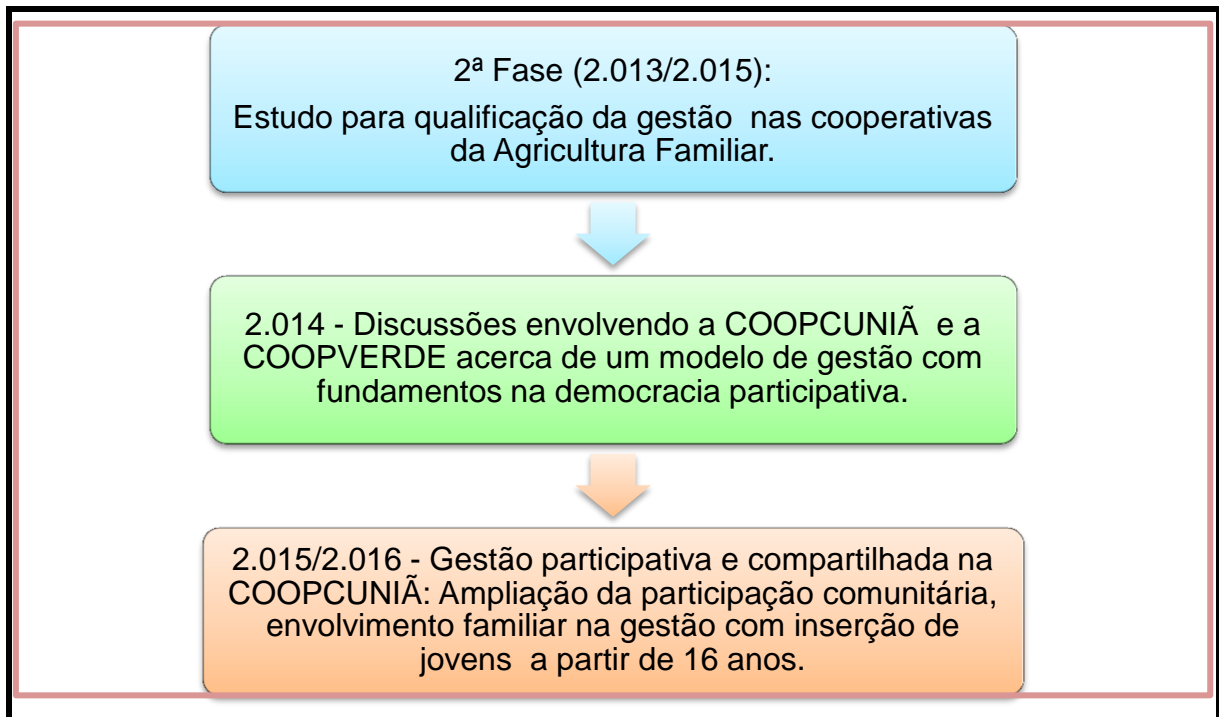 2ª Fase (2.013/2.015):
Estudo para qualificação da gestão nas cooperativas
da Agricultura Familiar.
2.014 - Discussões envolvendo a COOPCUNIÃ e a
COOPVERDE acerca de um modelo de gestão com
fundamentos na democracia participativa.
2.015/2.016 - Gestão participativa e compartilhada na
COOPCUNIÃ: Ampliação da participação comunitária,
envolvimento familiar na gestão com inserção de
jovens a partir de 16 anos.